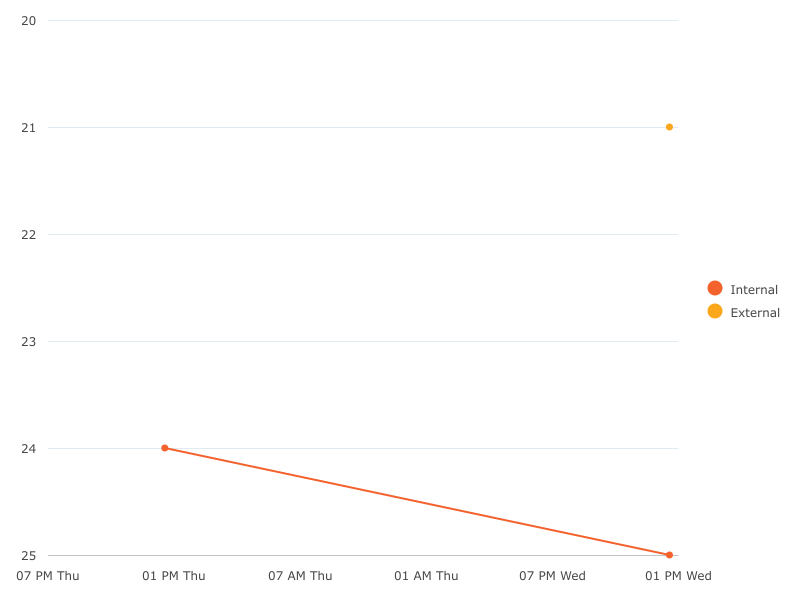 20
21
22
23
24
25
07 PM Thu
01 PM Thu
07 AM Thu
01 AM Thu
07 PM Wed
01 PM Wed
Internal
External